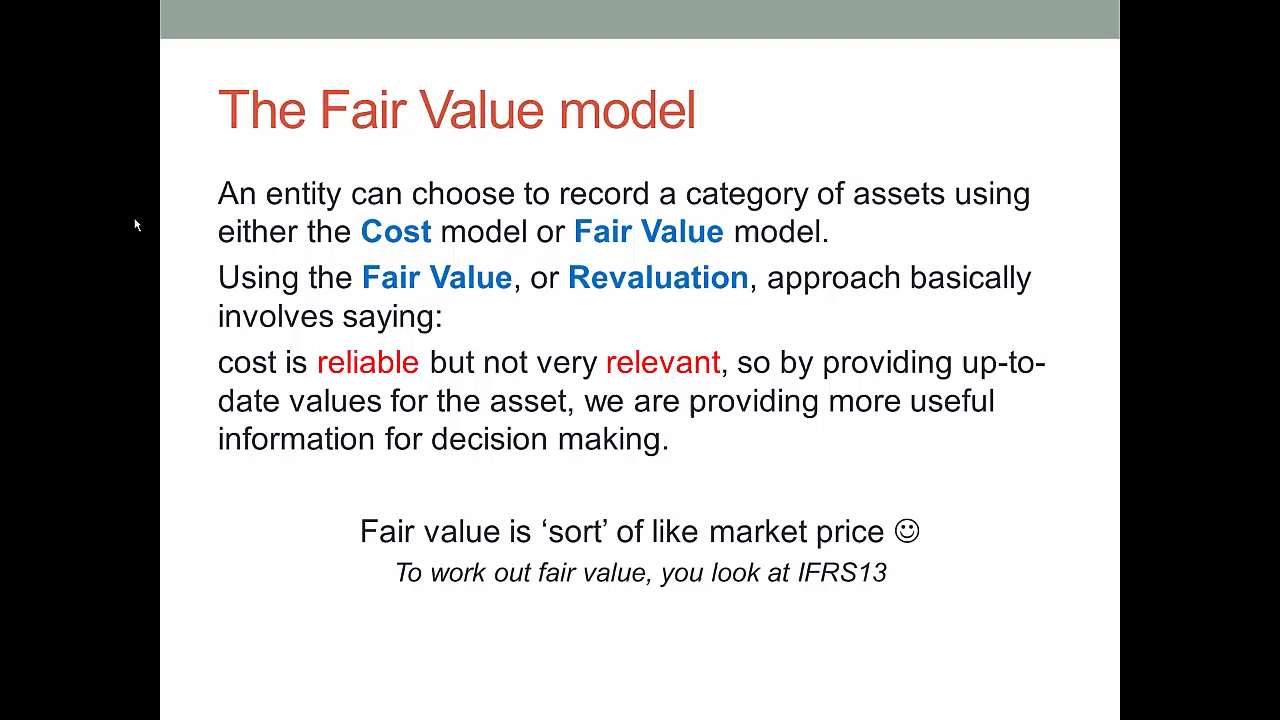 The Fair Value model
An entity can choose to record a category of assets using
either the Cost model or Fair Value model.
Using the Fair Value, or Revaluation, approach basically
involves saying:
cost is reliable but not very relevant, so by providing up-to-
date values for the asset, we are providing more useful
information for decision making.
Fair value is ‘sort’ of like market price ☺
To work out fair value, you look at IFRS13